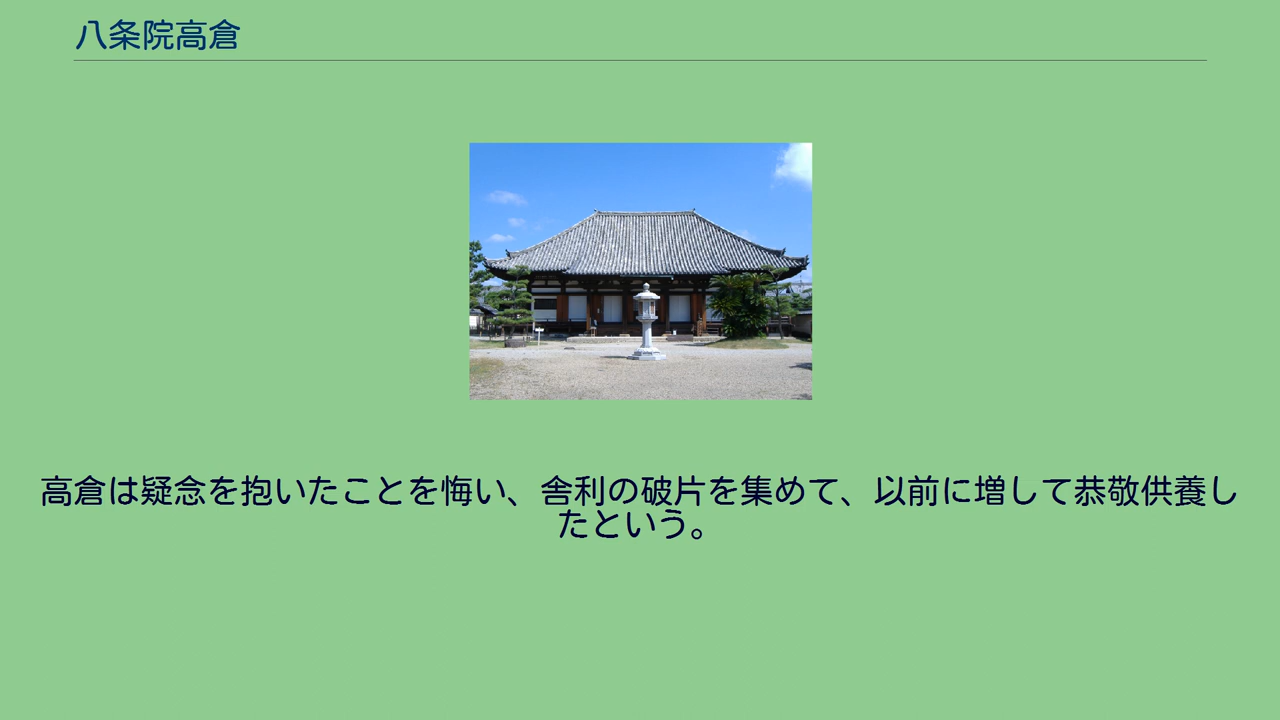 八条院高倉
高倉は疑念を抱いたことを悔い、舎利の破片を集めて、以前に増して恭敬供養し
たという。